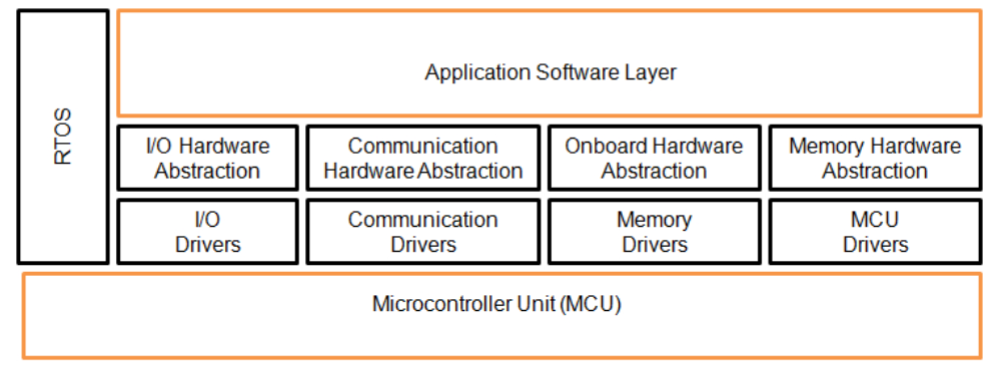 RTOS
Application Software Layer
I/O Hardware
Abstraction
Communication
Hardware Abstraction
Onboard Hardware
Abstraction
Memory Hardware
Abstraction
I/O
Drivers
Communication
Drivers
Memory
Drivers
MCU
Drivers
Microcontroller Unit (MCU)